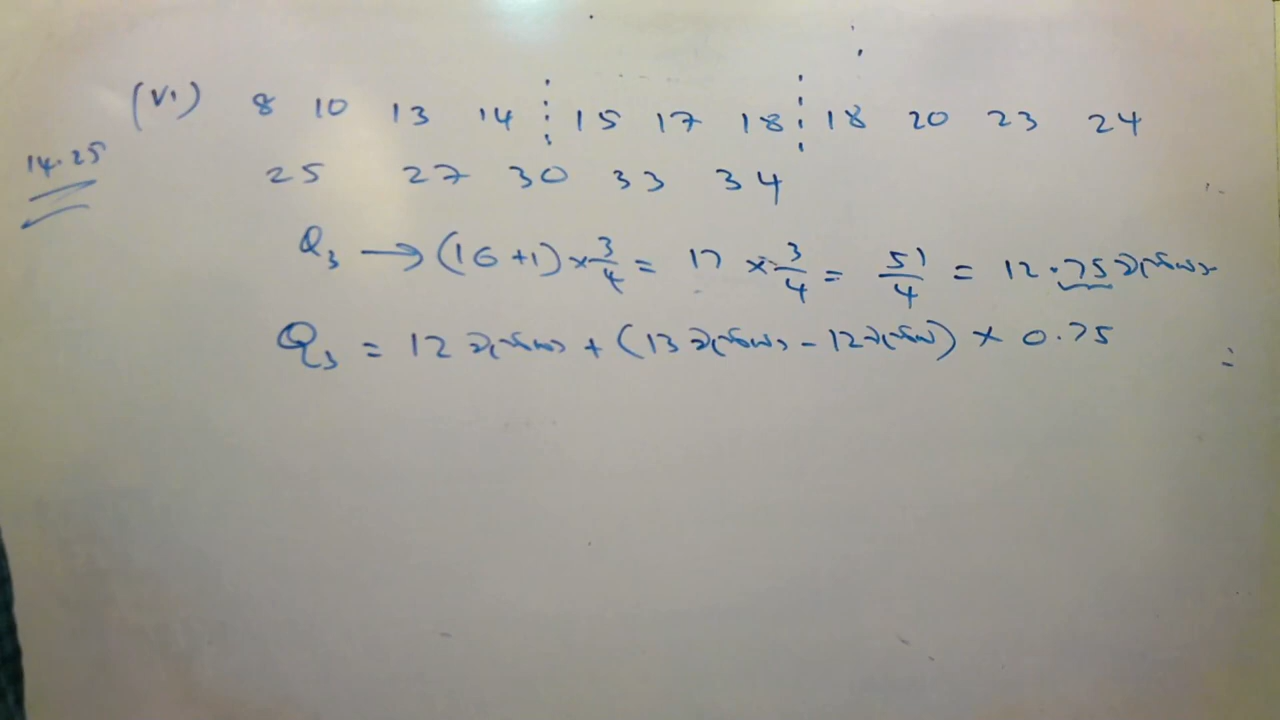 (vi) 8 10 13 14 15 17 18 18 20 23 24
14.25
25 27 30 33 34
Q₃ → (16 + 1) × 3/4 = 17 × 3/4 = 51/4 = 12.75
Q₃ = 12 + (13 - 12) × 0.75